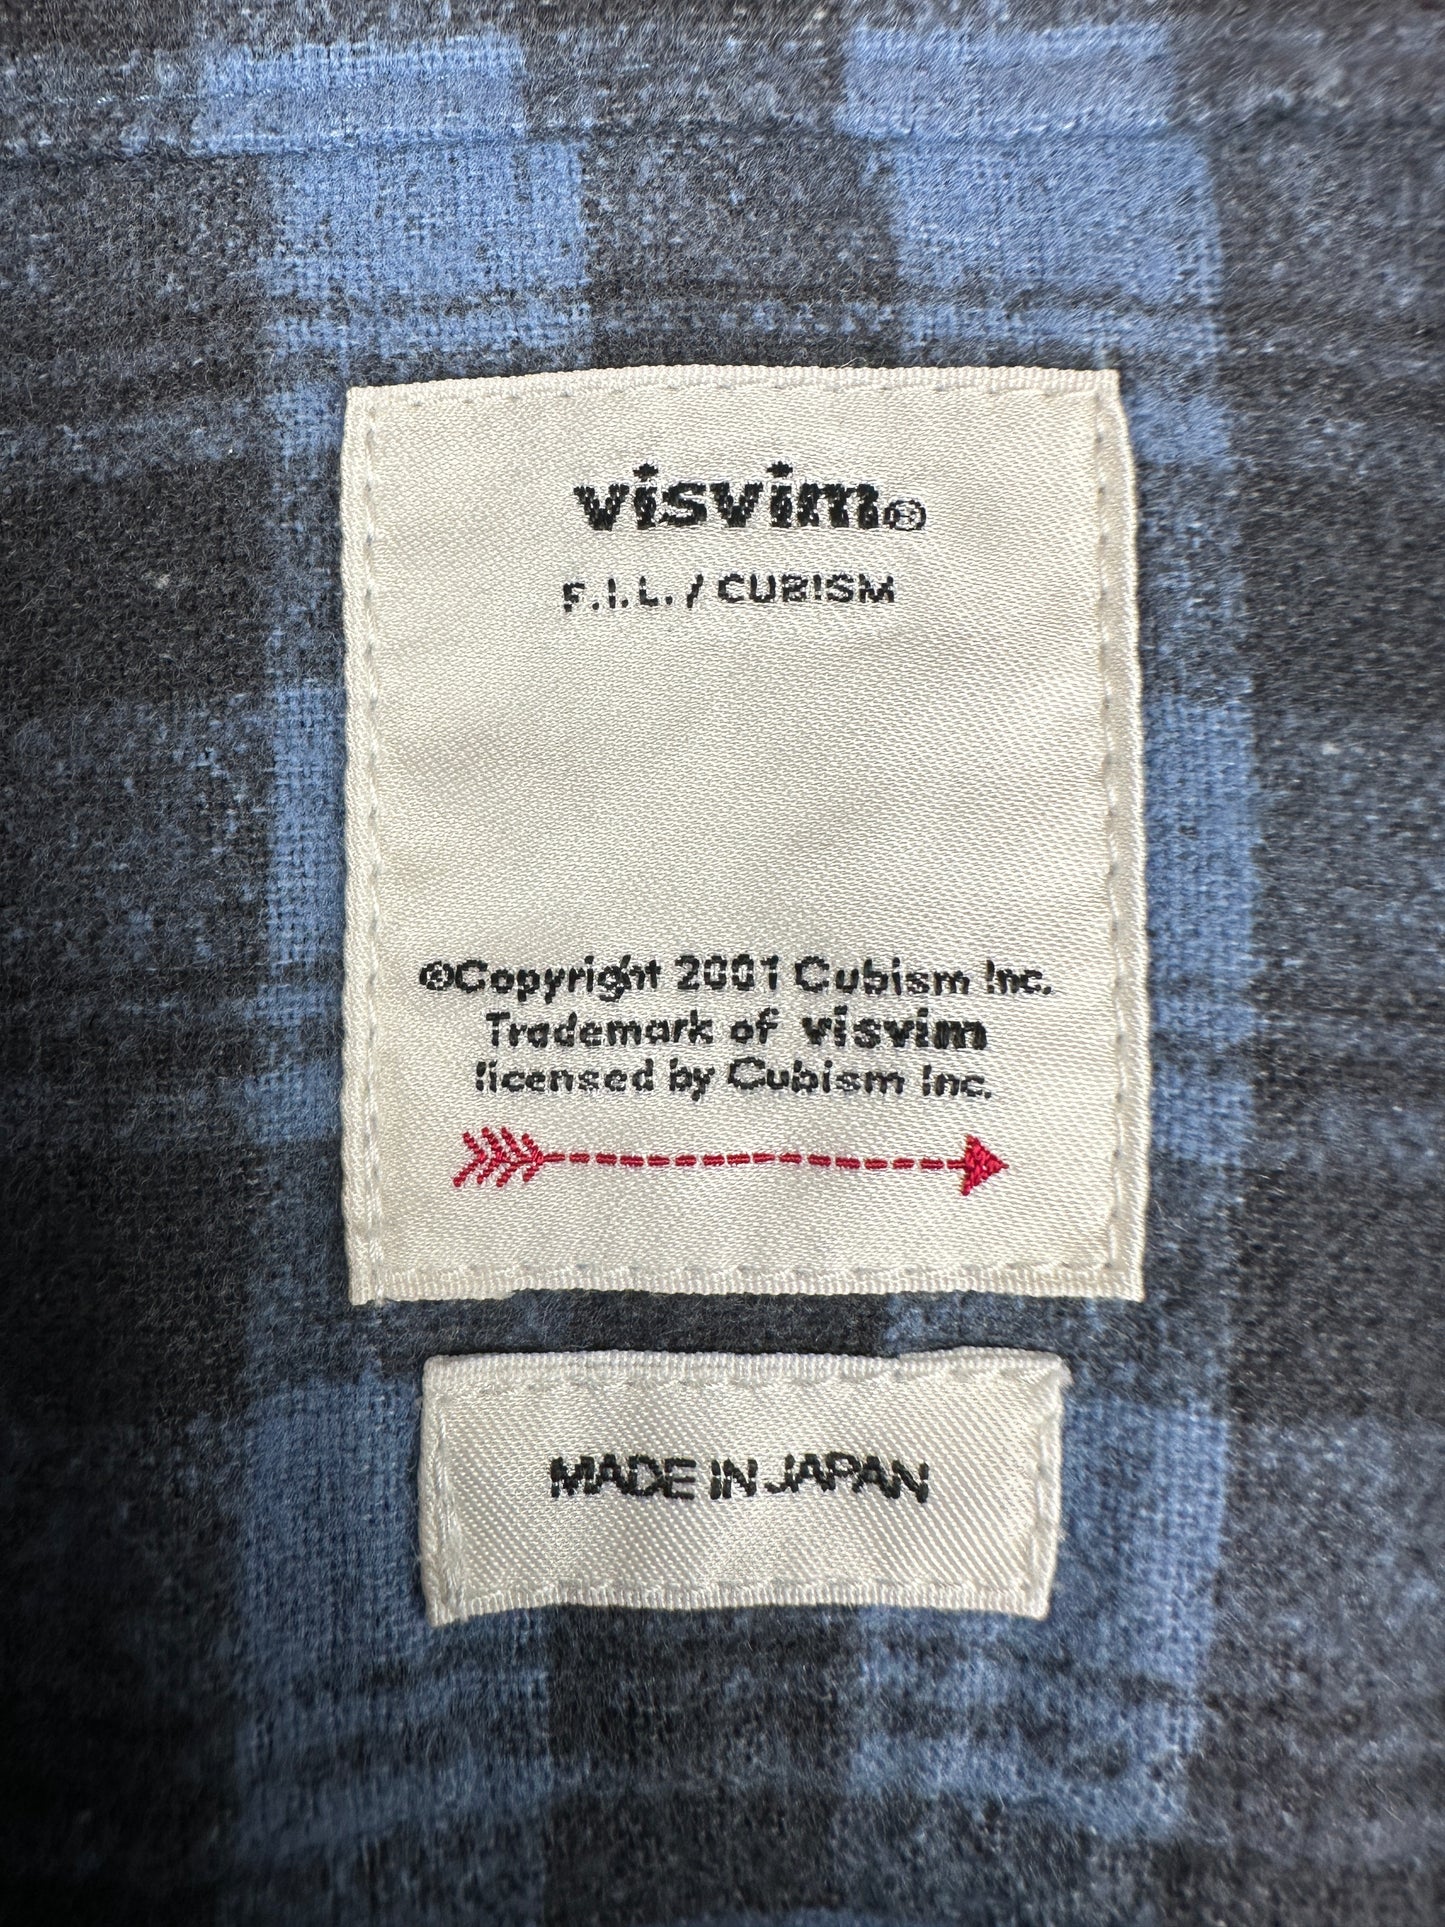 visvim®
F.I.L. / CUBISM
©Copyright 2001 Cubism Inc.
Trademark of visvim
licensed by Cubism Inc.
MADE IN JAPAN